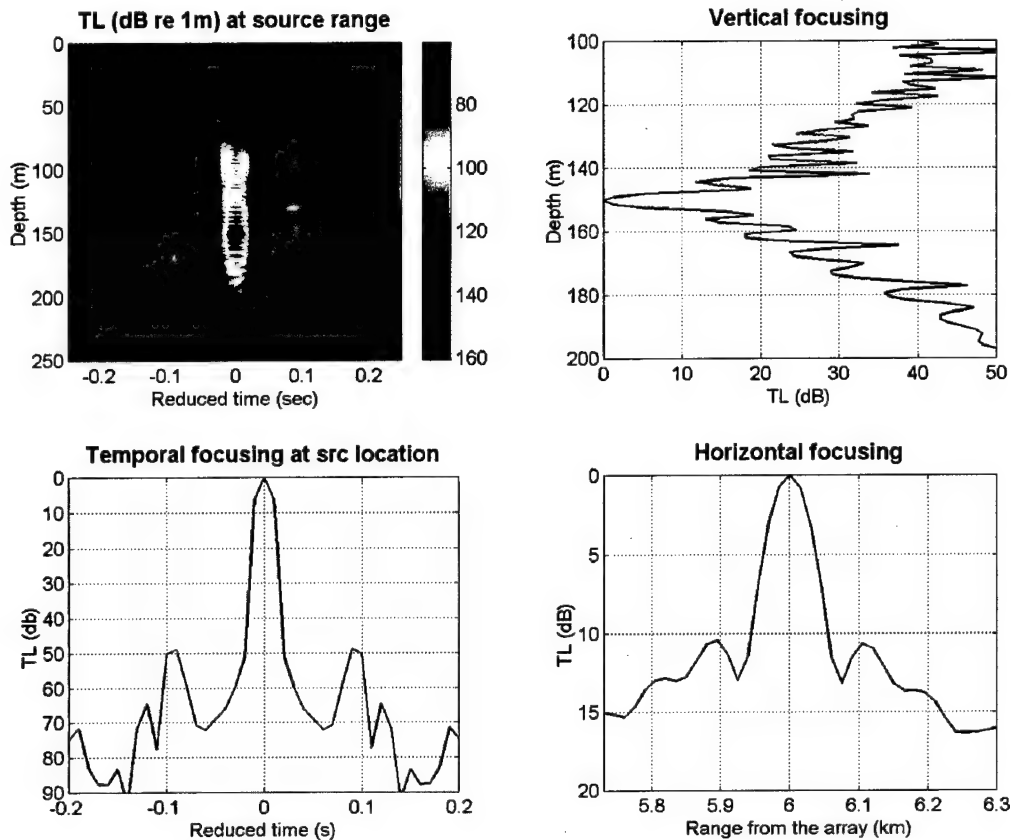 TL (dB re 1m) at source range
0
50
100
150
200
250
Depth (m)
-0.2 -0.1 0 0.1 0.2
Reduced time (sec)
80
100
120
140
160
Vertical focusing
100
120
140
160
180
200
Depth (m)
0 10 20 30 40 50
TL (dB)
Temporal focusing at src location
0
10
20
30
40
50
60
70
80
90
TL (db)
-0.2 -0.1 0 0.1 0.2
Reduced time (s)
Horizontal focusing
0
5
10
15
20
TL (dB)
5.8 5.9 6 6.1 6.2 6.3
Range from the array (km)